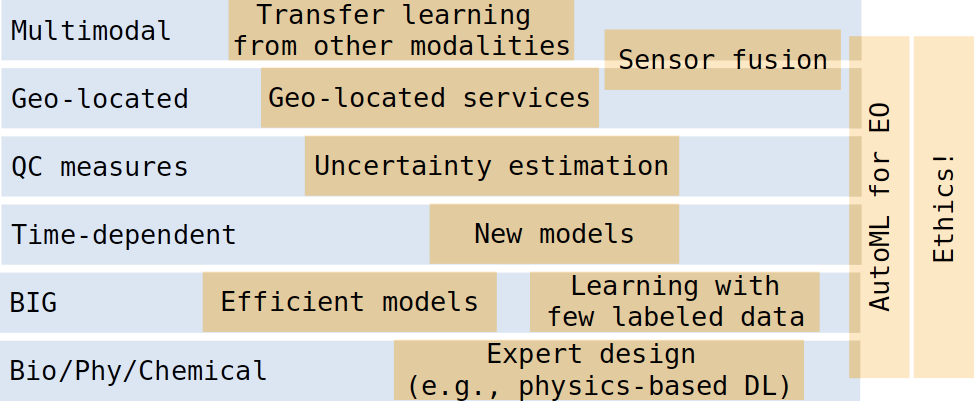 Multimodal
Transfer learning
from other modalities
Sensor fusion
Geo-located
Geo-located services
QC measures
Uncertainty estimation
Time-dependent
New models
BIG
Efficient models
Learning with
few labeled data
Bio/Phy/Chemical
Expert design
(e.g., physics-based DL)
AutoML for EO
Ethics!